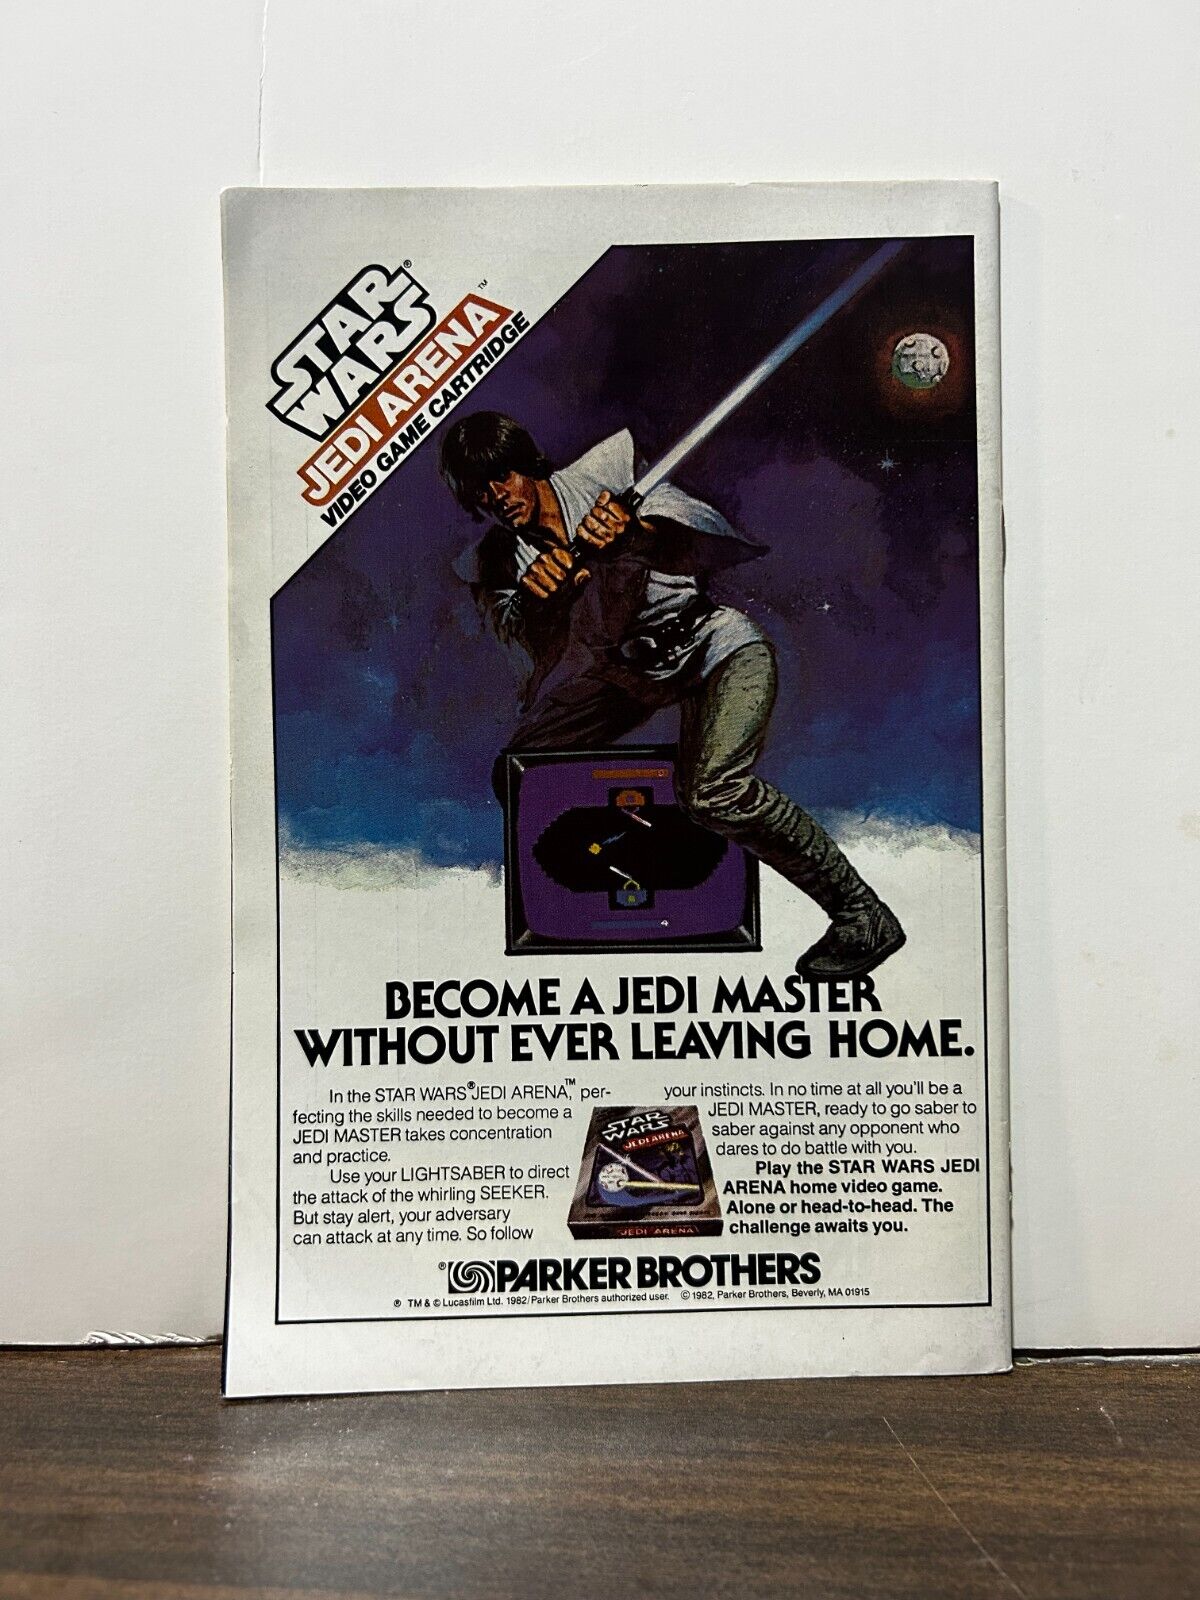 STAR
WARS®
JEDI ARENA™
VIDEO GAME CARTRIDGE
0
4
BECOME A JEDI MASTER
WITHOUT EVER LEAVING HOME.
In the STAR WARS® JEDI ARENA,™ per-
fecting the skills needed to become a
JEDI MASTER takes concentration
and practice.
Use your LIGHTSABER to direct
the attack of the whirling SEEKER.
But stay alert, your adversary
can attack at any time. So follow
your instincts. In no time at all you'll be a
JEDI MASTER, ready to go saber to
saber against any opponent who
dares to do battle with you.
Play the STAR WARS JEDI
ARENA home video game.
Alone or head-to-head. The
challenge awaits you.
STAR
WARS
JEDI ARENA
JEDI ARENA
® PARKER BROTHERS
® TM & © Lucasfilm Ltd. 1982/Parker Brothers authorized user. © 1982, Parker Brothers, Beverly, MA 01915